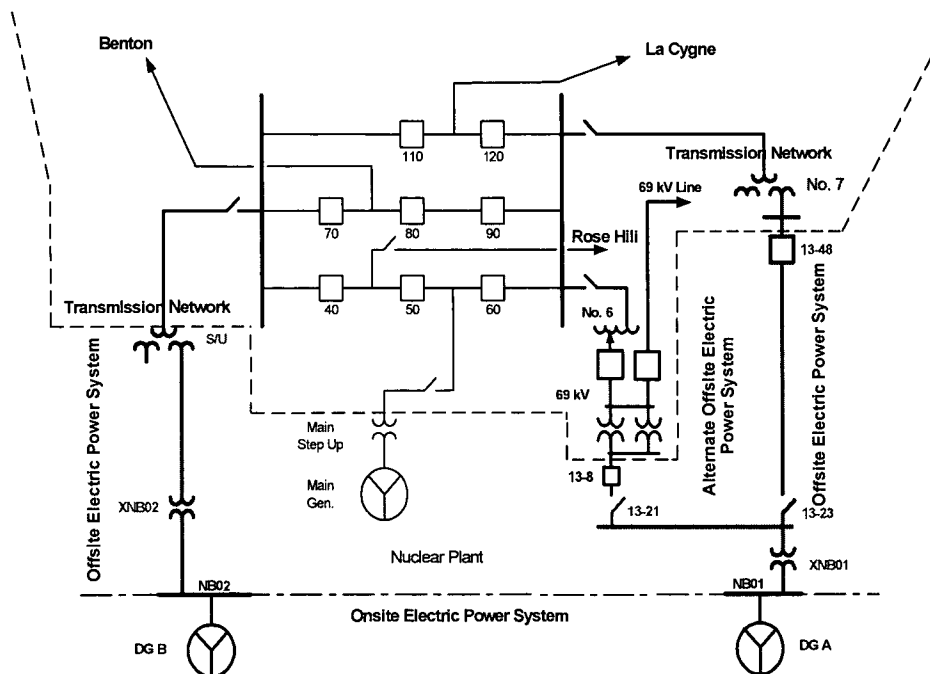 Benton
La Cygne
110
120
Transmission Network
No. 7
69 kV Line
70
80
90
Rose Hill
13-48
40
50
60
Transmission Network
S/U
No. 6
69 kV
Main
Step Up
Main
Gen.
13-8
13-21
13-23
Offsite Electric Power System
Alternate Offsite Electric
Power System
Offsite Electric Power System
XNB02
XNB01
Nuclear Plant
NB02
NB01
Onsite Electric Power System
DG B
DG A